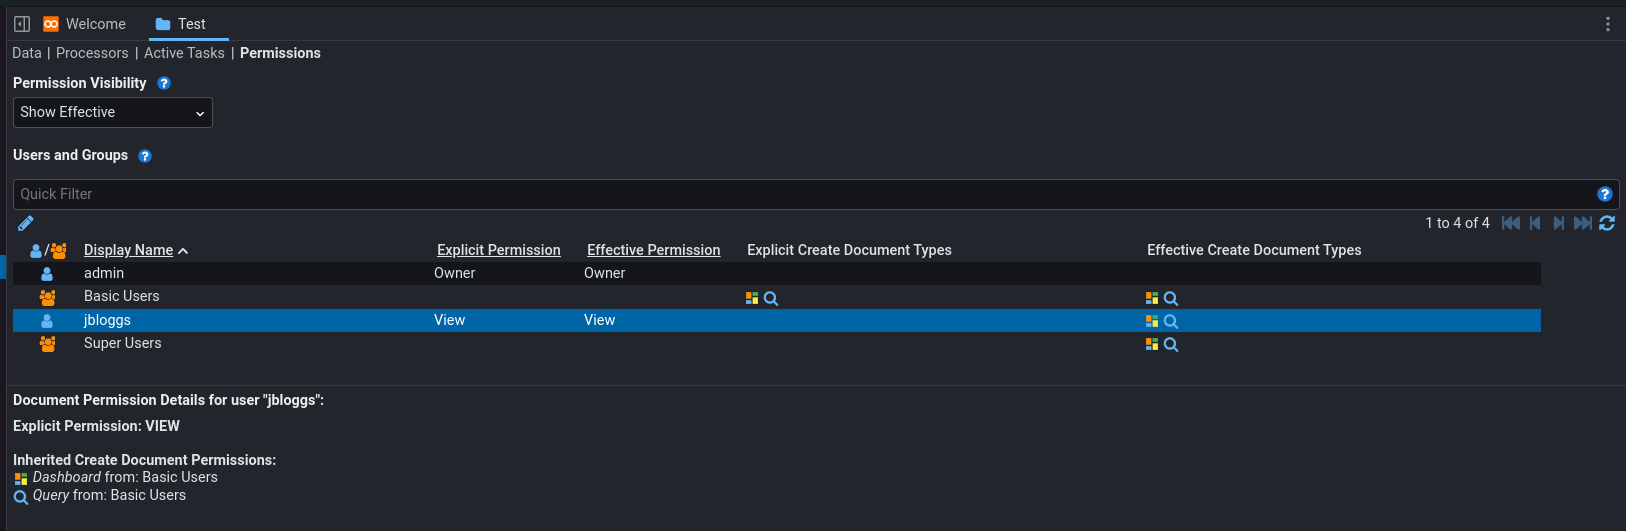 Welcome Test
Data | Processors | Active Tasks | Permissions
Permission Visibility ?
Show Effective
Users and Groups ?
Quick Filter ?
1 to 4 of 4
/ Display Name Explicit Permission Effective Permission Explicit Create Document Types Effective Create Document Types
admin Owner Owner
Basic Users
jbloggs View View
Super Users
Document Permission Details for user "jbloggs":
Explicit Permission: VIEW
Inherited Create Document Permissions:
Dashboard from: Basic Users
Query from: Basic Users